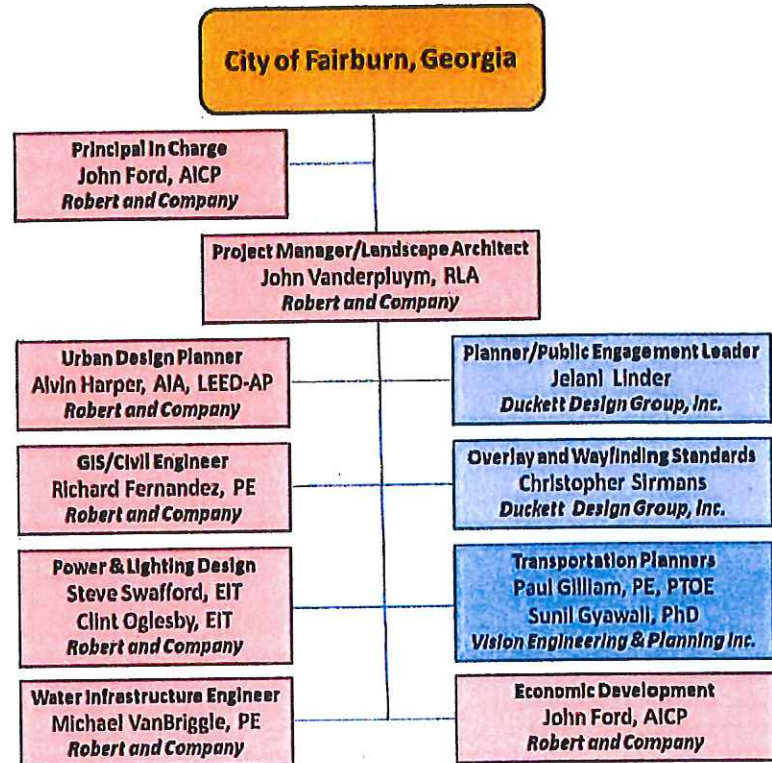 City of Fairburn, Georgia
Principal In Charge
John Ford, AICP
Robert and Company
Project Manager/Landscape Architect
John Vanderpluym, RLA
Robert and Company
Urban Design Planner
Alvin Harper, AIA, LEED-AP
Robert and Company
Planner/Public Engagement Leader
Jelani Linder
Duckett Design Group, Inc.
GIS/Civil Engineer
Richard Fernandez, PE
Robert and Company
Overlay and Wayfinding Standards
Christopher Sirmans
Duckett Design Group, Inc.
Power & Lighting Design
Steve Swafford, EIT
Clint Oglesby, EIT
Robert and Company
Transportation Planners
Paul Gilliam, PE, PTOE
Sunil Gyawali, PhD
Vision Engineering & Planning Inc.
Water Infrastructure Engineer
Michael VanBriggle, PE
Robert and Company
Economic Development
John Ford, AICP
Robert and Company